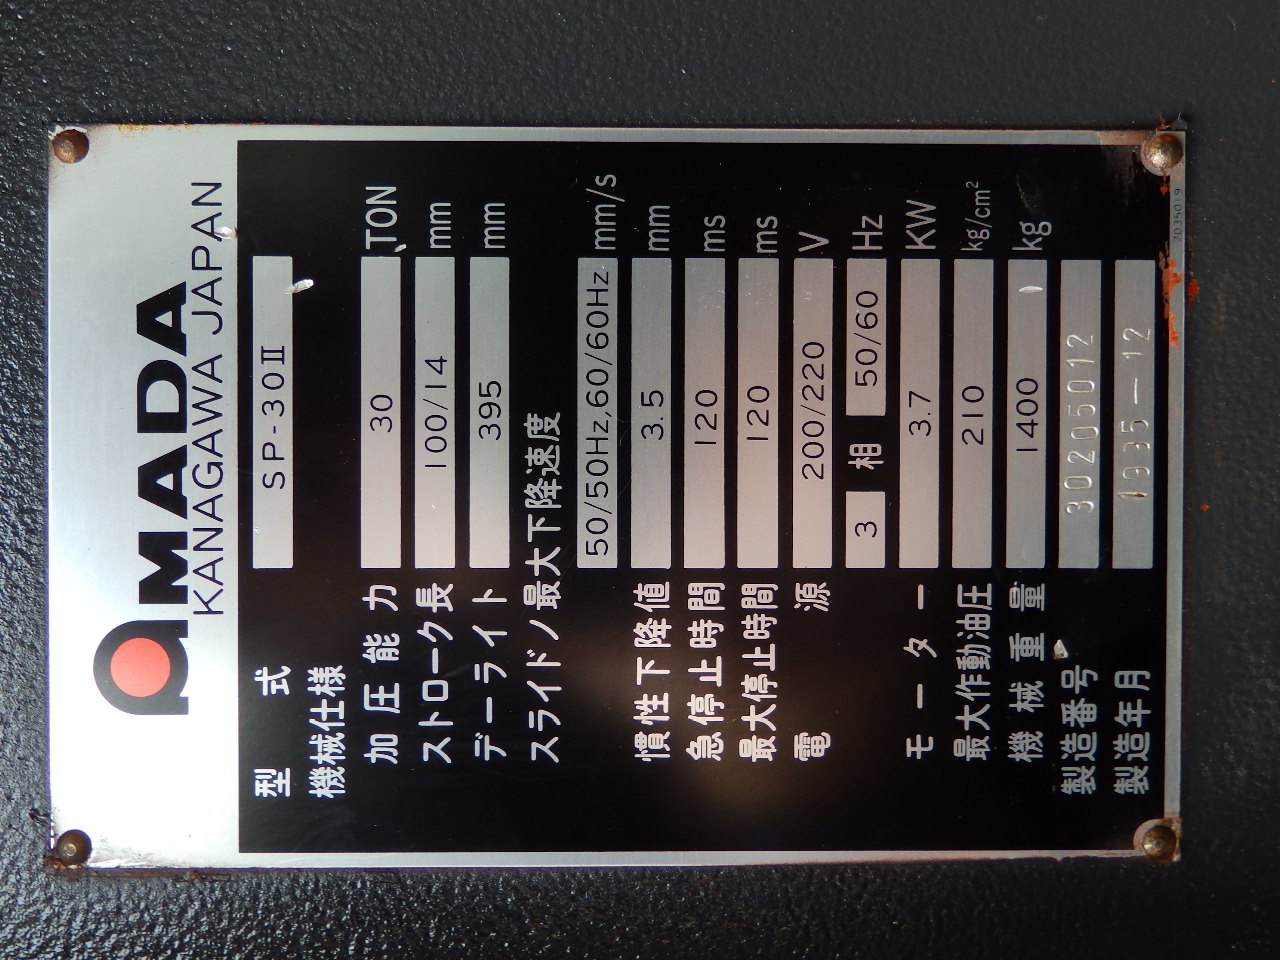 AMADA
KANAGAWA JAPAN
型式 SP-30Ⅱ
機械仕様
加圧能力 30 TON
ストローク長 100/14 mm
デーライト 395 mm
スライドノ最大下降速度
50/50Hz,60/60Hz mm/s
慣性下降値 3.5 mm
急停止時間 120 ms
最大停止時間 120 ms
電源 200/220 V
3 相 50/60 Hz
モーター 3.7 KW
最大作動油圧 210 kg/cm²
機械重量 1400 kg
製造番号 30205012
製造年月 1995-12
7035019